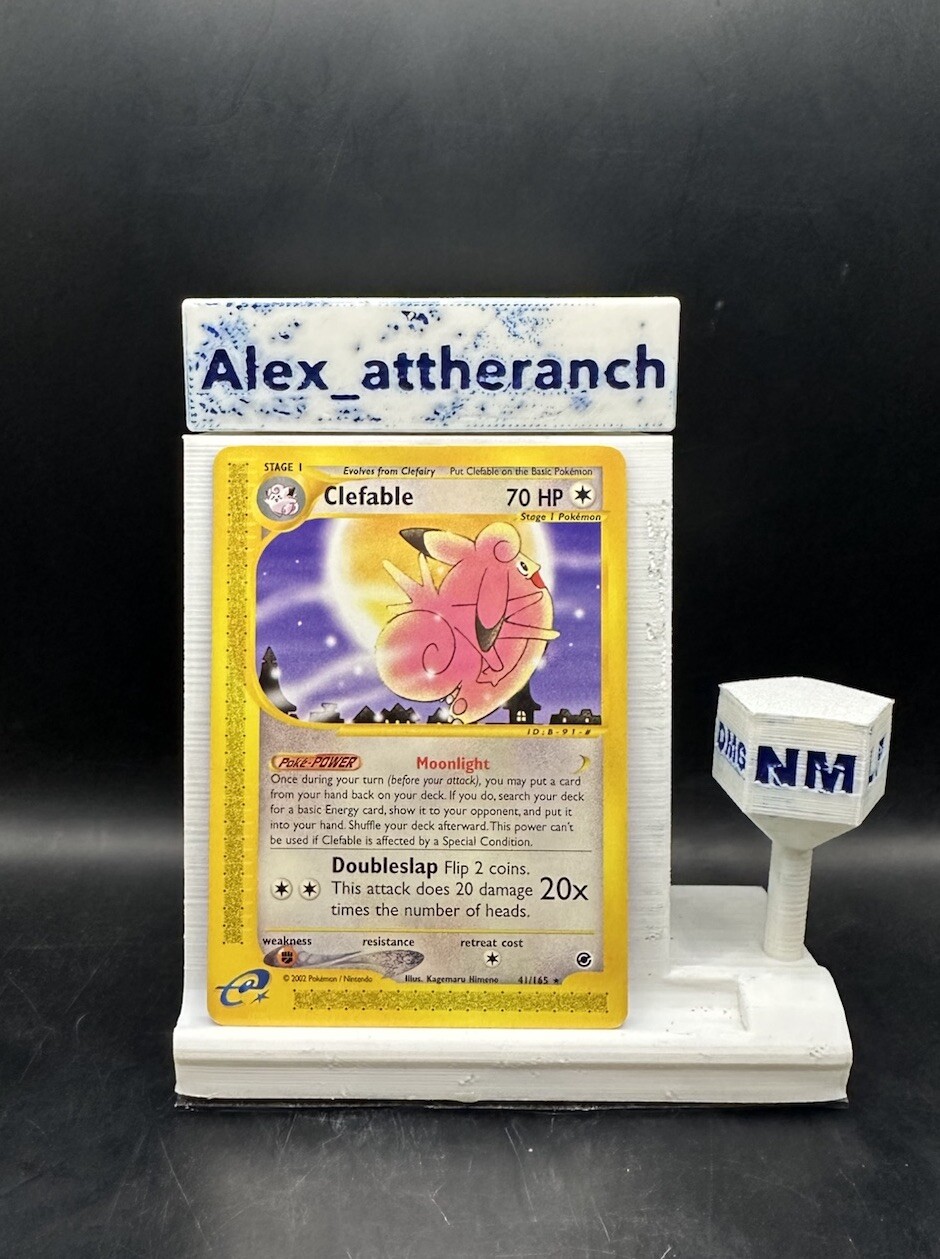 Alex_attheranch
STAGE 1 Evolves from Clefairy Put Clefable on the Basic Pokémon
Clefable 70 HP
Stage 1 Pokémon
ID:B-91-#
Poké-POWER Moonlight
Once during your turn (before your attack), you may put a card
from your hand back on your deck. If you do, search your deck
for a basic Energy card, show it to your opponent, and put it
into your hand. Shuffle your deck afterward. This power can't
be used if Clefable is affected by a Special Condition.
Doubleslap Flip 2 coins.
This attack does 20 damage 20x
times the number of heads.
weakness resistance retreat cost
© 2002 Pokémon / Nintendo Illus. Kagemaru Himeno 41/165 ★
e
DMG NM